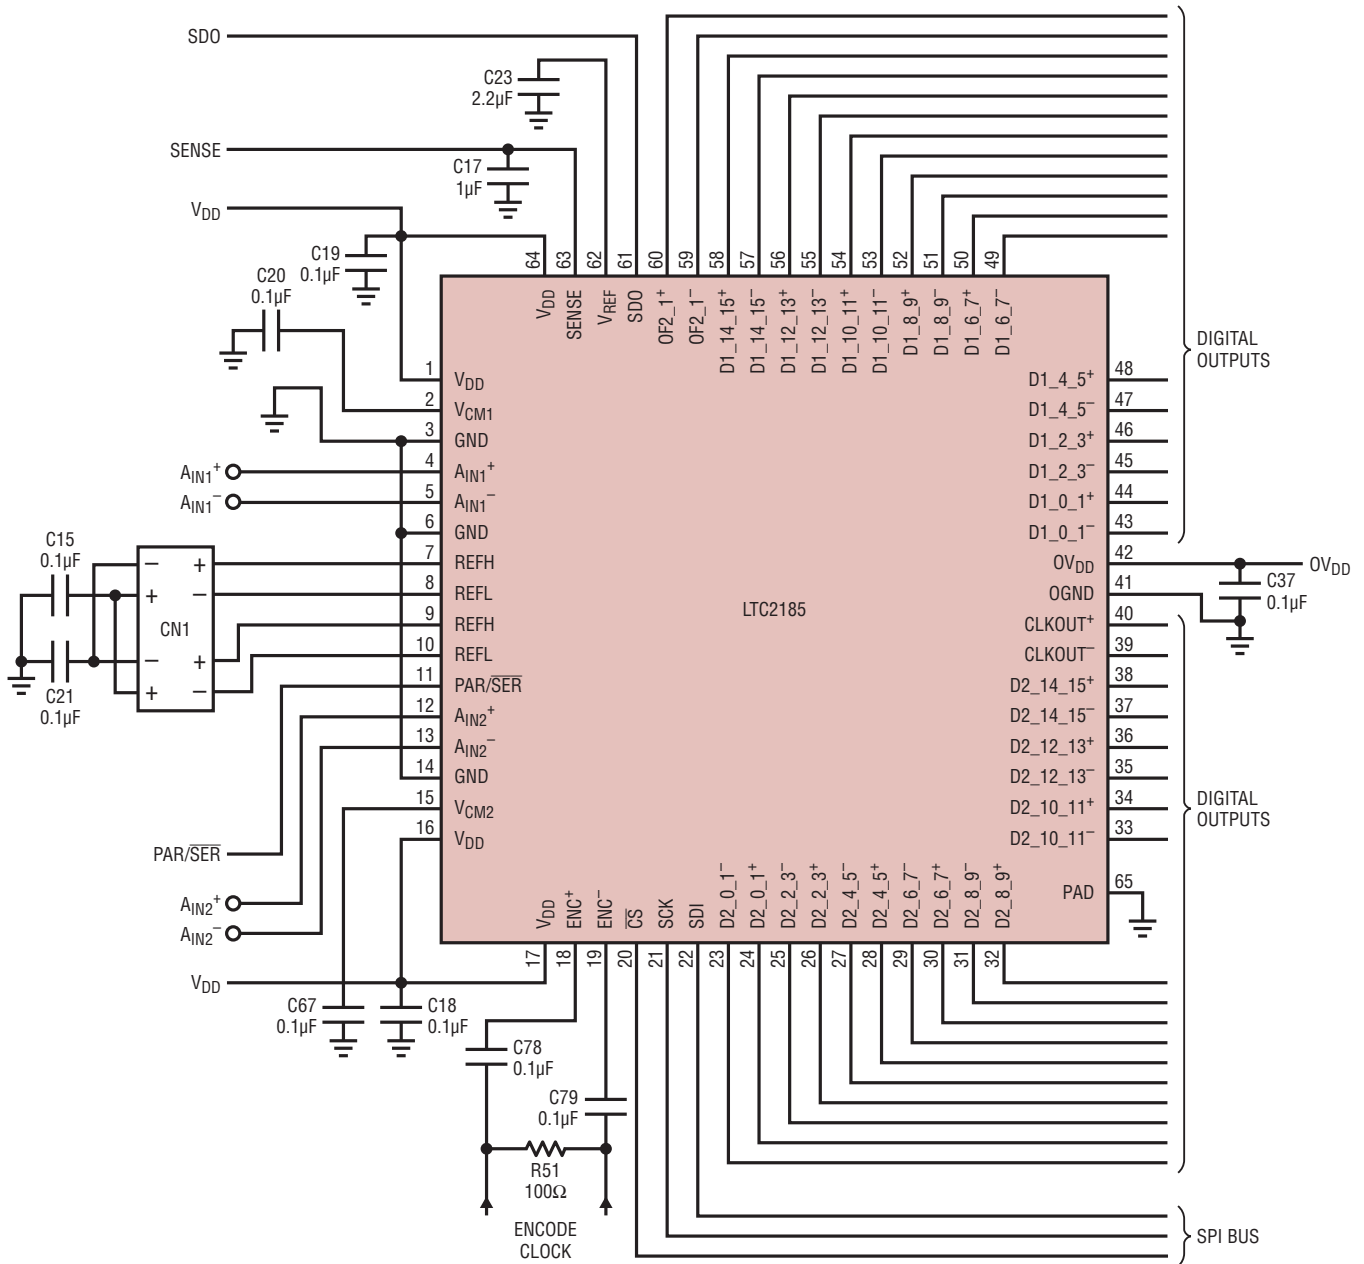 SDO
C23
2.2µF
SENSE
C17
1µF
VDD
C19
0.1µF
C20
0.1µF
64
63
62
61
60
59
58
57
56
55
54
53
52
51
50
49
VDD
SENSE
VREF
SDO
OF2_1+
OF2_1–
D1_14_15+
D1_14_15–
D1_12_13+
D1_12_13–
D1_10_11+
D1_10_11–
D1_8_9+
D1_8_9–
D1_6_7+
D1_6_7–
DIGITAL
OUTPUTS
1 VDD
2 VCM1
3 GND
AIN1+ 4 AIN1+
AIN1– 5 AIN1–
6 GND
7 REFH
8 REFL
9 REFH
10 REFL
11 PAR/S̅E̅R̅
12 AIN2+
13 AIN2–
14 GND
15 VCM2
16 VDD
C15
0.1µF
– +
+ –
CN1
– +
+ –
C21
0.1µF
LTC2185
D1_4_5+ 48
D1_4_5– 47
D1_2_3+ 46
D1_2_3– 45
D1_0_1+ 44
D1_0_1– 43
OVDD 42
OGND 41
CLKOUT+ 40
CLKOUT– 39
D2_14_15+ 38
D2_14_15– 37
D2_12_13+ 36
D2_12_13– 35
D2_10_11+ 34
D2_10_11– 33
PAD 65
OVDD
C37
0.1µF
DIGITAL
OUTPUTS
PAR/S̅E̅R̅
AIN2+
AIN2–
VDD
VDD
ENC+
ENC–
C̅S̅
SCK
SDI
D2_0_1–
D2_0_1+
D2_2_3–
D2_2_3+
D2_4_5–
D2_4_5+
D2_6_7–
D2_6_7+
D2_8_9–
D2_8_9+
17
18
19
20
21
22
23
24
25
26
27
28
29
30
31
32
C67
0.1µF
C18
0.1µF
C78
0.1µF
C79
0.1µF
R51
100Ω
ENCODE
CLOCK
SPI BUS